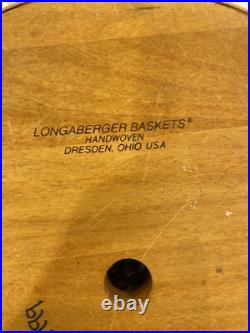 LONGABERGER BASKETS®
HANDWOVEN
DRESDEN, OHIO USA